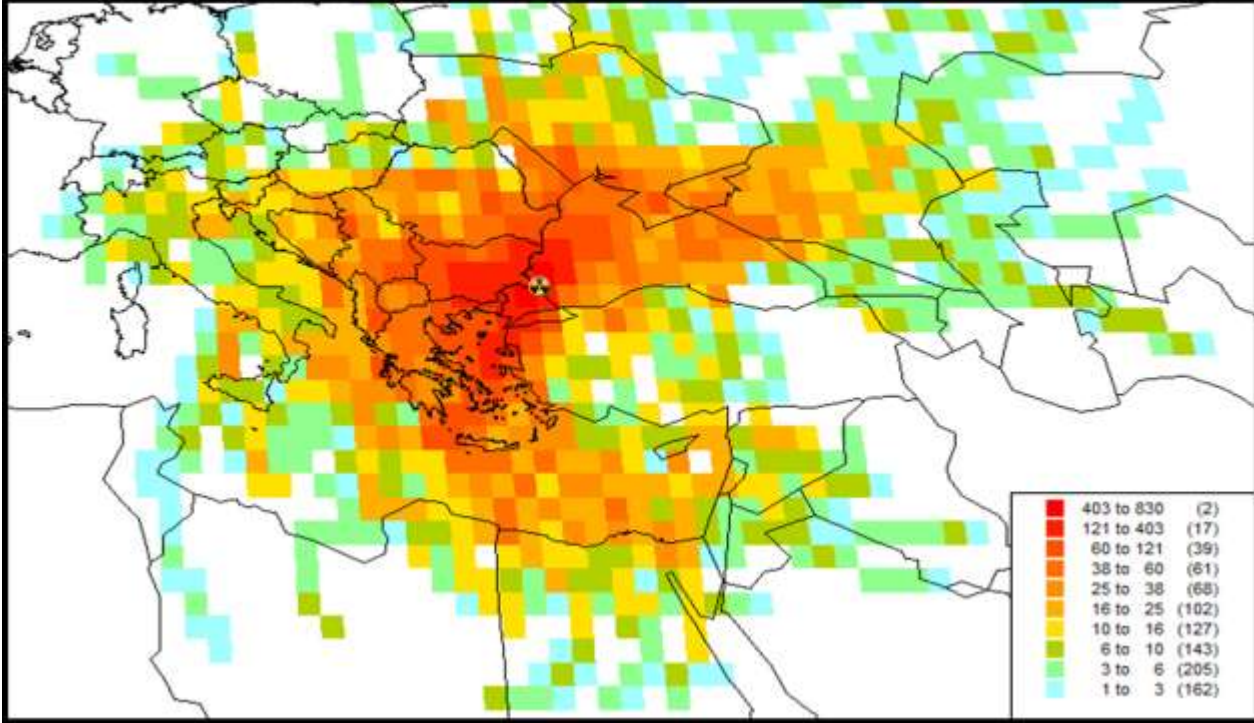 403 to 830 (2)
121 to 403 (17)
60 to 121 (39)
38 to 60 (61)
25 to 38 (68)
16 to 25 (102)
10 to 16 (127)
6 to 10 (143)
3 to 6 (205)
1 to 3 (162)